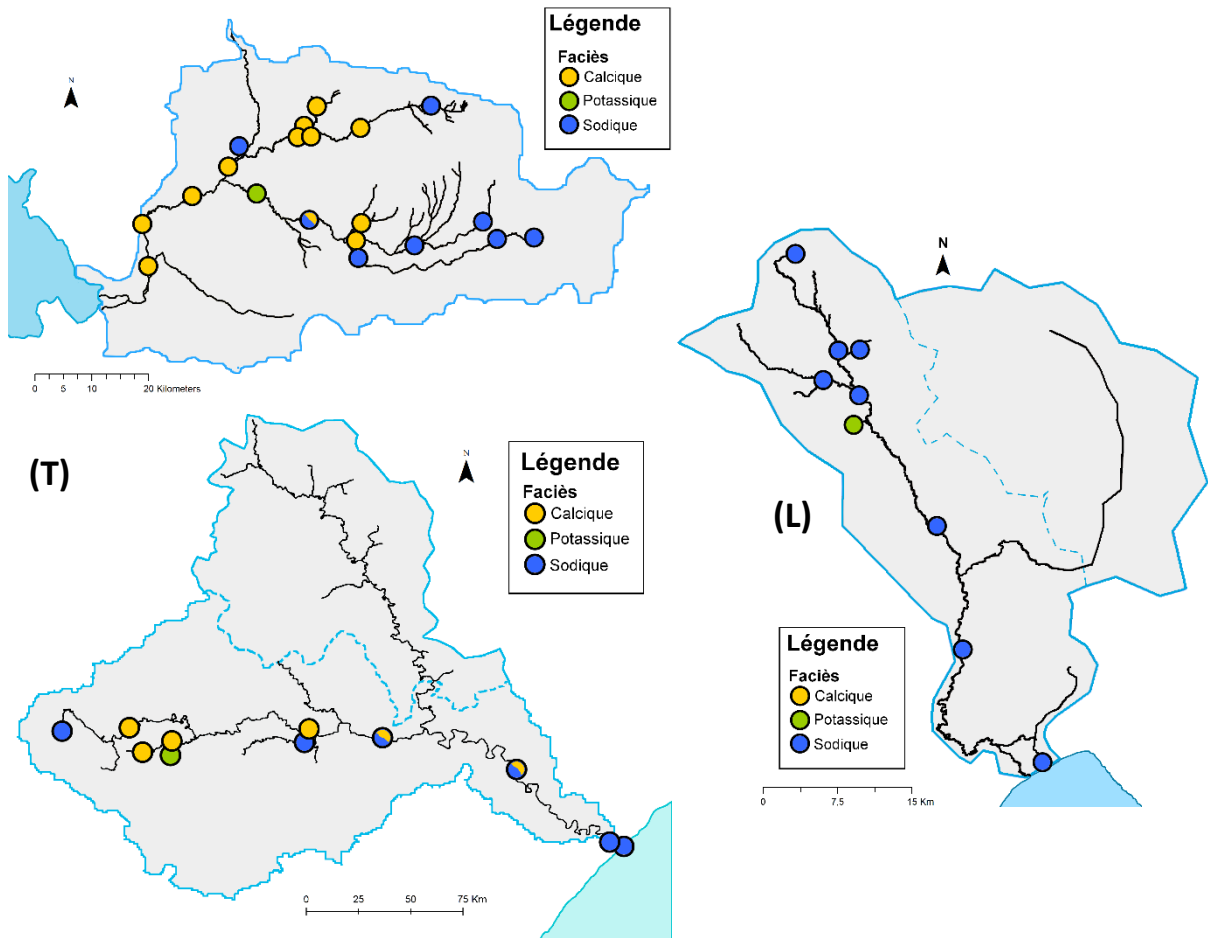 Légende
Faciès
Calcique
Potassique
Sodique
N
0 5 10 20 Kilometers
(T)
N
Légende
Faciès
Calcique
Potassique
Sodique
0 25 50 75 Km
N
(L)
Légende
Faciès
Calcique
Potassique
Sodique
0 7,5 15 Km